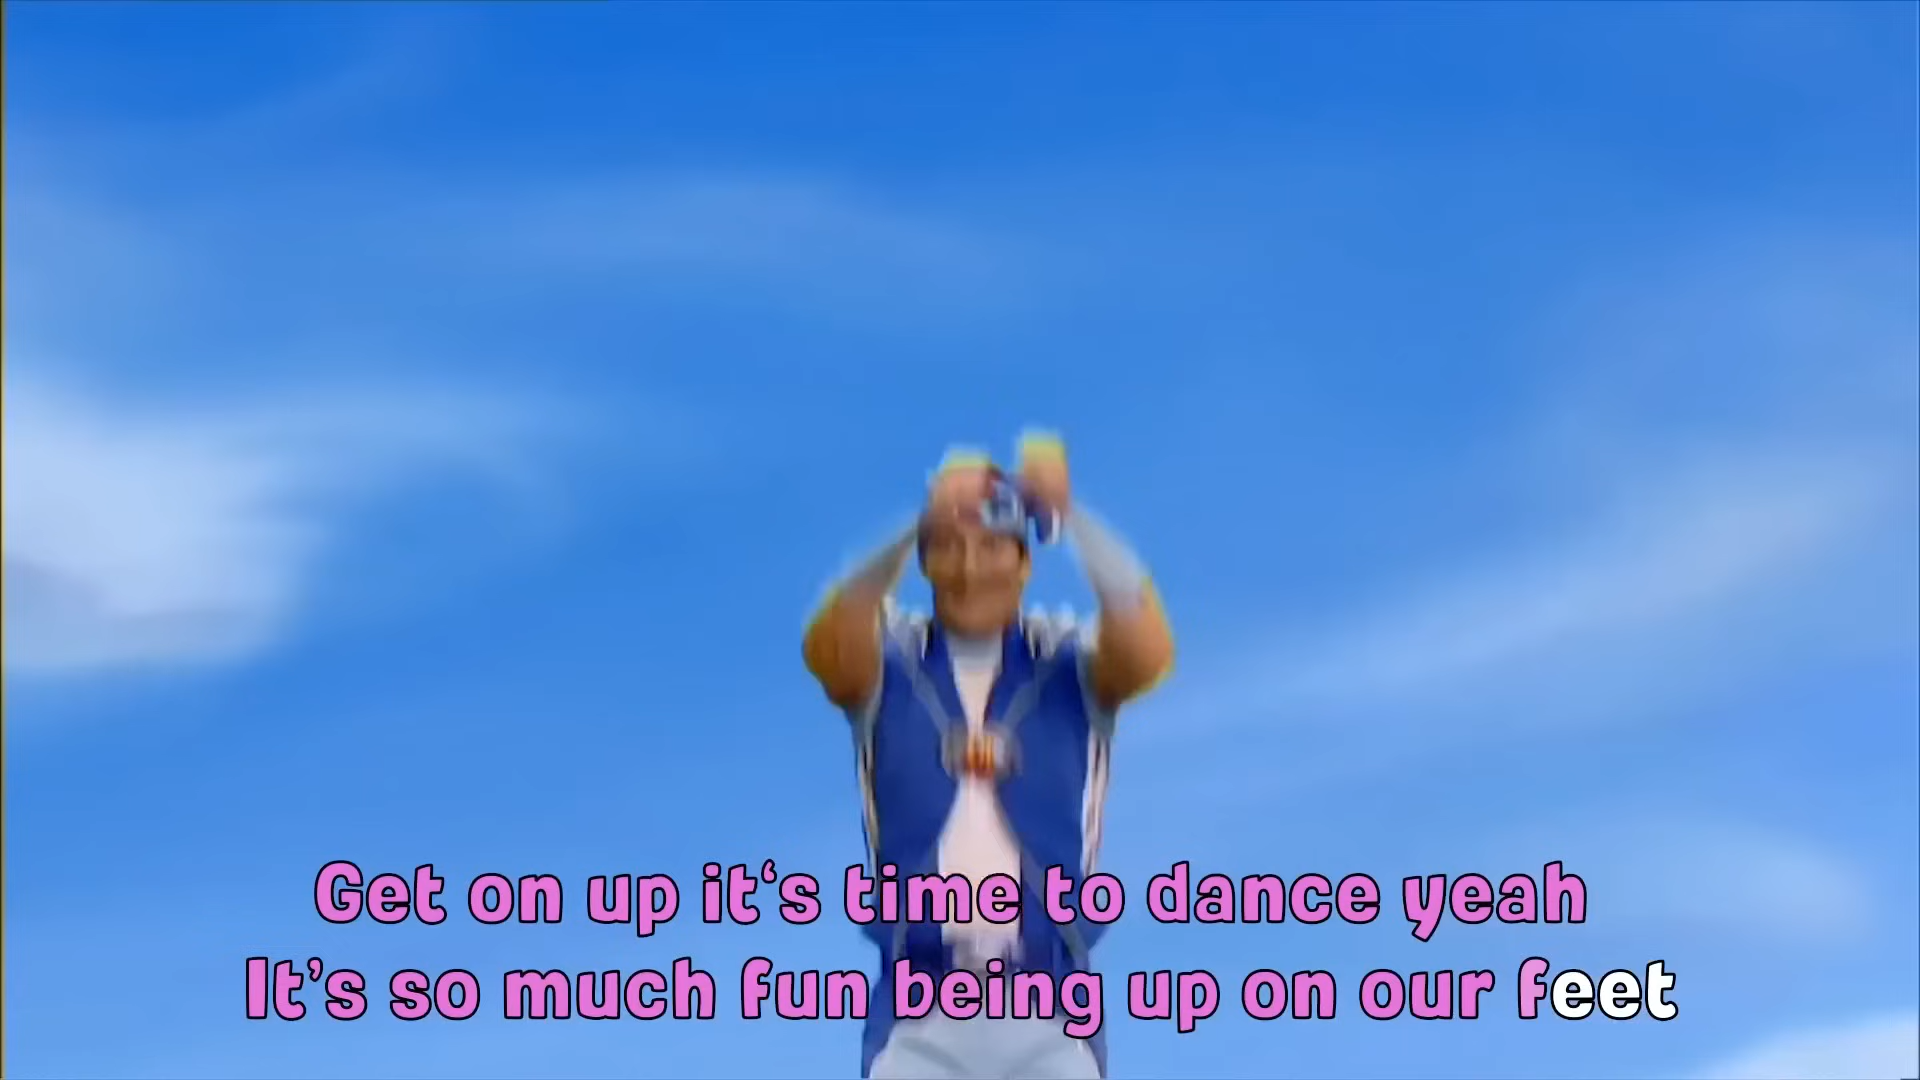 Get on up it‘s time to dance yeah
It’s so much fun being up on our feet